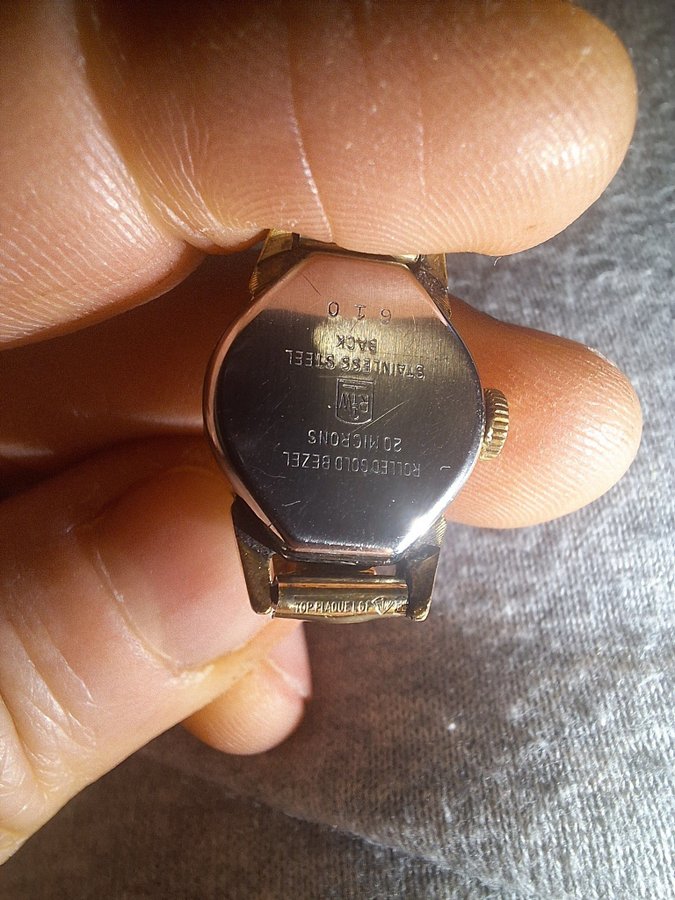 ROLLED GOLD BEZEL
20 MICRONS
STAINLESS STEEL
BACK
610
TOP PLAQUE